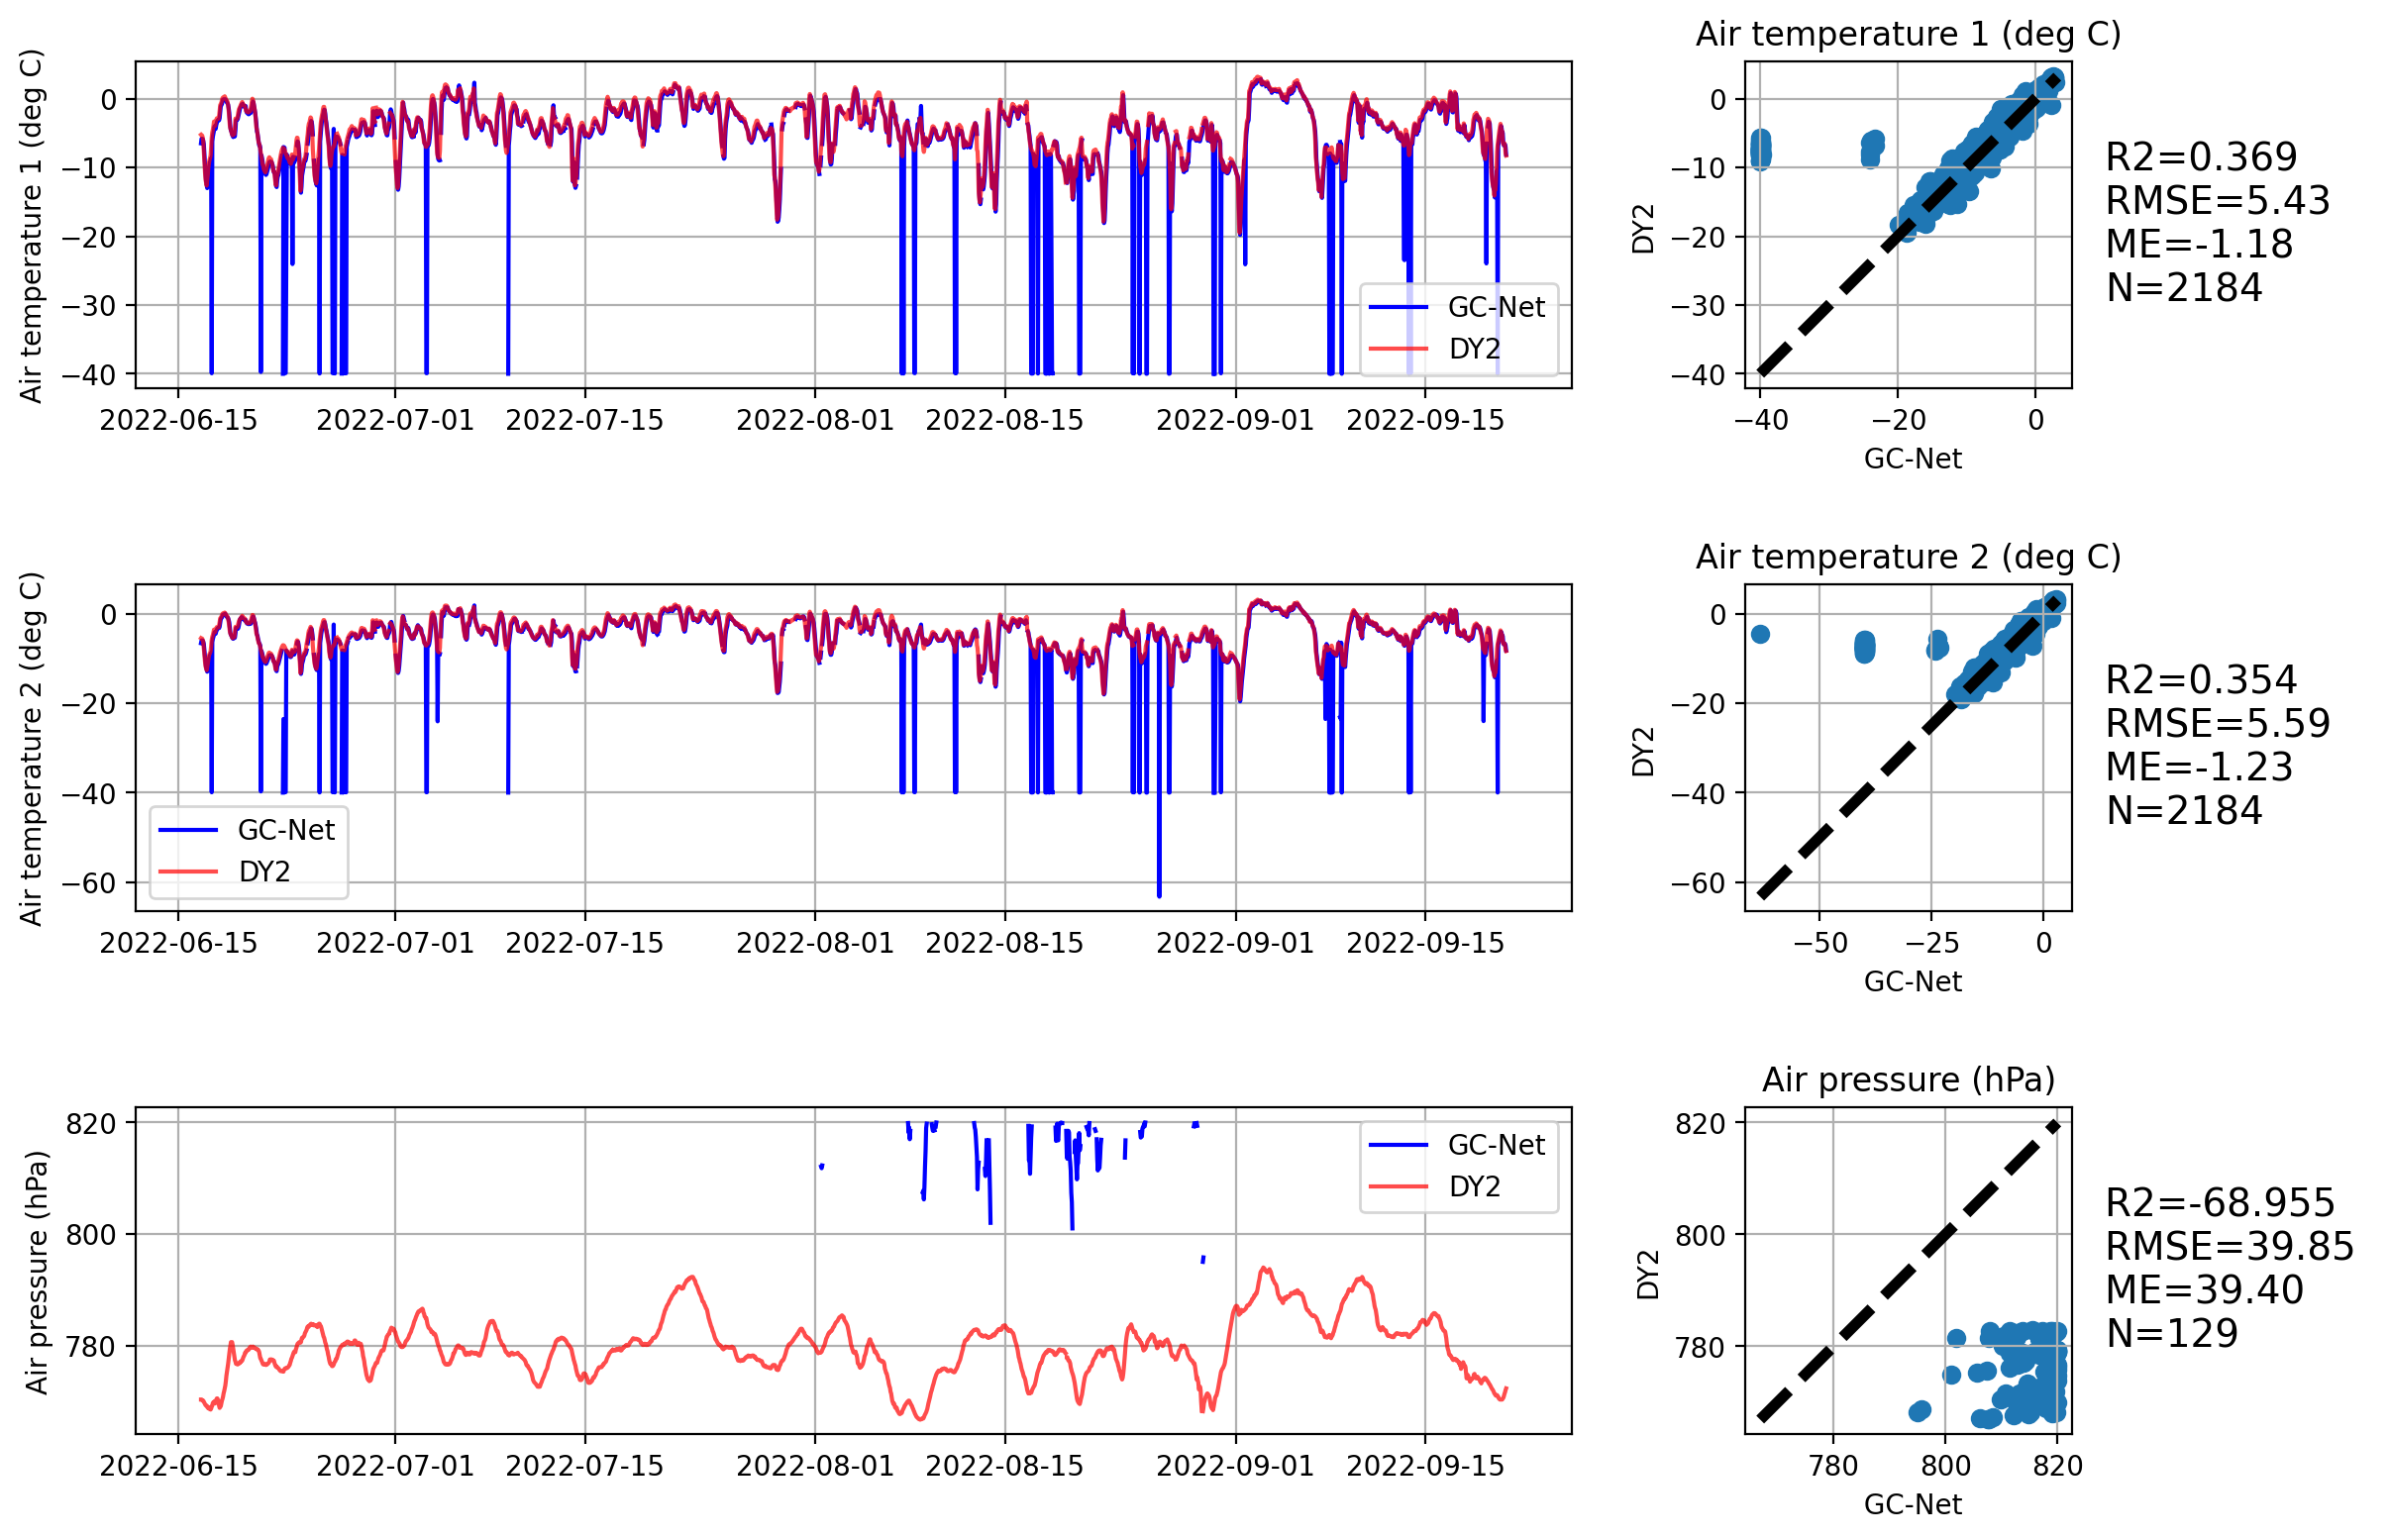 Air temperature 1 (deg C)
0
−10
−20
−30
−40
2022-06-15 2022-07-01 2022-07-15 2022-08-01 2022-08-15 2022-09-01 2022-09-15
GC-Net
DY2
Air temperature 1 (deg C)
DY2
0
−10
−20
−30
−40
−40 −20 0
GC-Net
R2=0.369
RMSE=5.43
ME=-1.18
N=2184
Air temperature 2 (deg C)
0
−20
−40
−60
2022-06-15 2022-07-01 2022-07-15 2022-08-01 2022-08-15 2022-09-01 2022-09-15
GC-Net
DY2
Air temperature 2 (deg C)
DY2
0
−20
−40
−60
−50 −25 0
GC-Net
R2=0.354
RMSE=5.59
ME=-1.23
N=2184
Air pressure (hPa)
820
800
780
2022-06-15 2022-07-01 2022-07-15 2022-08-01 2022-08-15 2022-09-01 2022-09-15
GC-Net
DY2
Air pressure (hPa)
DY2
820
800
780
780 800 820
GC-Net
R2=-68.955
RMSE=39.85
ME=39.40
N=129